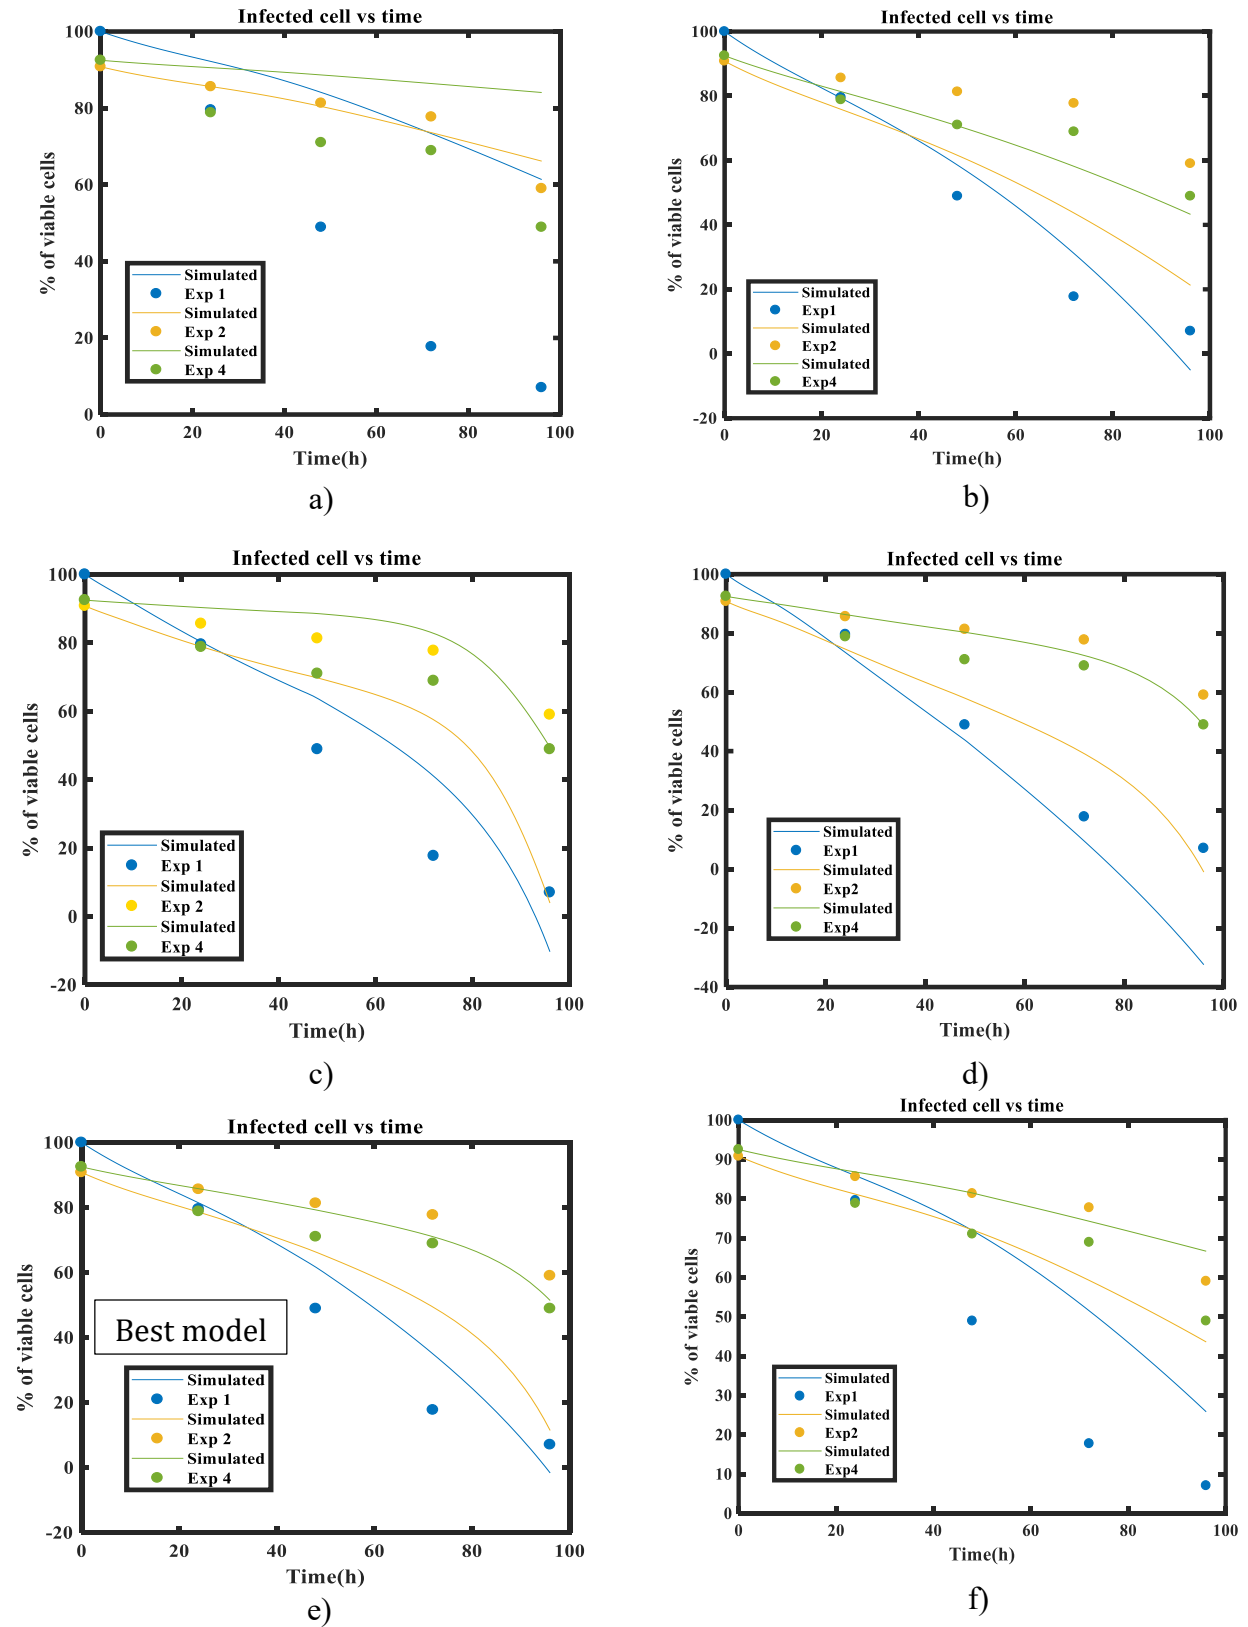 Infected cell vs time
100
80
60
40
20
0
% of viable cells
Simulated
Exp 1
Simulated
Exp 2
Simulated
Exp 4
0 20 40 60 80 100
Time(h)
a)
Infected cell vs time
100
80
60
40
20
0
-20
% of viable cells
Simulated
Exp1
Simulated
Exp2
Simulated
Exp4
0 20 40 60 80 100
Time(h)
b)
Infected cell vs time
100
80
60
40
20
0
-20
% of viable cells
Simulated
Exp 1
Simulated
Exp 2
Simulated
Exp 4
0 20 40 60 80 100
Time(h)
c)
Infected cell vs time
100
80
60
40
20
0
-20
-40
% of viable cells
Simulated
Exp1
Simulated
Exp2
Simulated
Exp4
0 20 40 60 80 100
Time(h)
d)
Infected cell vs time
100
80
60
40
20
0
-20
% of viable cells
Best model
Simulated
Exp 1
Simulated
Exp 2
Simulated
Exp 4
0 20 40 60 80 100
Time(h)
e)
Infected cell vs time
100
90
80
70
60
50
40
30
20
10
0
% of viable cells
Simulated
Exp1
Simulated
Exp2
Simulated
Exp4
0 20 40 60 80 100
Time(h)
f)